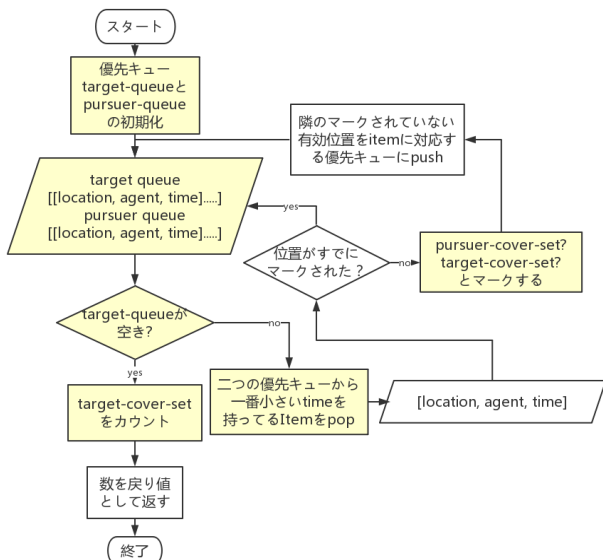 スタート
優先キュー
target-queueと
pursuer-queue
の初期化
隣のマークされていない
有効位置をitemに対応す
る優先キューにpush
target queue
[[location, agent, time].....]
pursuer queue
[[location, agent, time].....]
yes
位置がすでに
マークされた？
no
pursuer-cover-set?
target-cover-set?
とマークする
target-queueが
空き?
no
yes
二つの優先キューから
一番小さいtimeを
持ってるItemをpop
[location, agent, time]
target-cover-set
をカウント
数を戻り値
として返す
終了